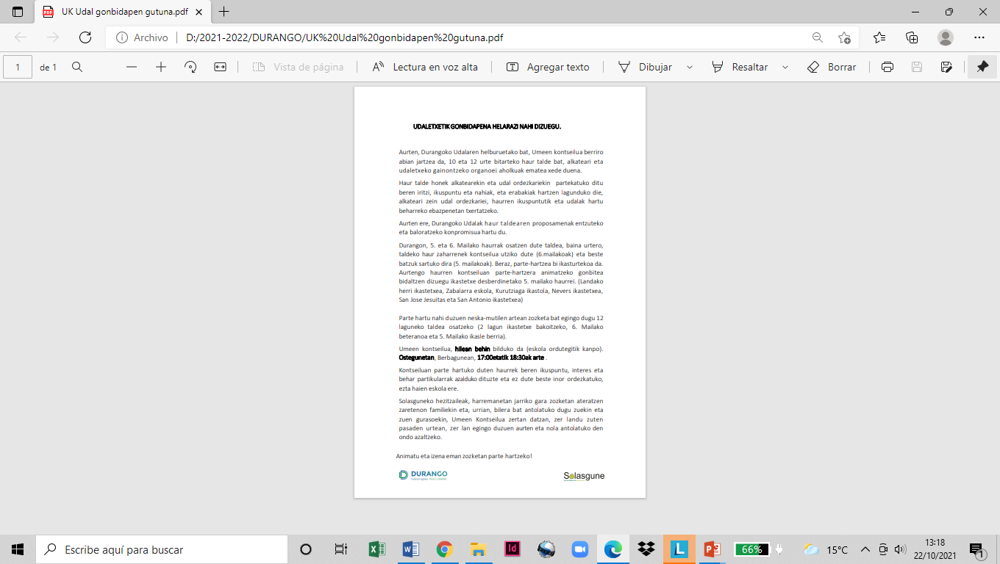 UK Udal gonbidapen gutuna.pdf
Archivo
D:/2021-2022/DURANGO/UK%20Udal%20gonbidapen%20gutuna.pdf
1 de 1
Vista de página
Lectura en voz alta
Agregar texto
Dibujar
Resaltar
Borrar
UDALETXETIK GONBIDAPENA HELARAZI NAHI DIZUEGU.
Aurten, Durangoko Udalaren helburuetako bat, Umeen kontseilua berriro
abian jartzea da, 10 eta 12 urte bitarteko haur talde bat, alkateari eta
udaletxeko gainontzeko organoei aholkuak ematea xede duena.
Haur talde honek alkatearekin eta udal ordezkariekin partekatuko ditu
beren iritzi, ikuspuntu eta nahiak, eta erabakiak hartzen lagunduko die,
alkateari zein udal ordezkariei, haurren ikuspuntutik eta udalak hartu
beharreko ebazpenetan txertatzeko.
Aurten ere, Durangoko Udalak haur taldearen proposamenak entzuteko
eta baloratzeko konpromisua hartu du.
Durangon, 5. eta 6. Mailako haurrak osatzen dute taldea, baina urtero,
taldeko haur zaharrenek kontseilua utziko dute (6.mailakoak) eta beste
batzuk sartuko dira (5. mailakoak). Beraz, parte-hartzea bi ikasturtekoa da.
Aurtengo haurren kontseiluan parte-hartzera animatzeko gonbitea
bidaltzen dizuegu ikastetxe desberdinetako 5. mailako haurrei. (Landako
herri ikastetxea, Zabalarra eskola, Kurutziaga ikastola, Nevers ikastetxea,
San Jose Jesuitas eta San Antonio ikastetxea)
Parte hartu nahi duzuen neska-mutilen artean zozketa bat egingo dugu 12
laguneko taldea osatzeko (2 lagun ikastetxe bakoitzeko, 6. Mailako
beteranoa eta 5. Mailako ikasle berria).
Umeen kontseilua, hilean behin bilduko da (eskola ordutegitik kanpo).
Ostegunetan, Berbagunean, 17:00etatik 18:30ak arte .
Kontseiluan parte hartuko duten haurrek beren ikuspuntu, interes eta
behar partikularrak azalduko dituzte eta ez dute beste inor ordezkatuko,
ezta haien eskola ere.
Solasguneko hezitzaileak, harremanetan jarriko gara zozketan ateratzen
zaretenon familiekin eta, urrian, bilera bat antolatuko dugu zuekin eta
zuen gurasoekin, Umeen Kontseilua zertan datzan, zer landu zuten
pasaden urtean, zer lan egingo duzuen aurten eta nola antolatuko den
ondo azaltzeko.
Animatu eta izena eman zozketan parte hartzeko!
DURANGO
Solasgune
Escribe aquí para buscar
Id
L
66%
15°C
13:18
22/10/2021
1